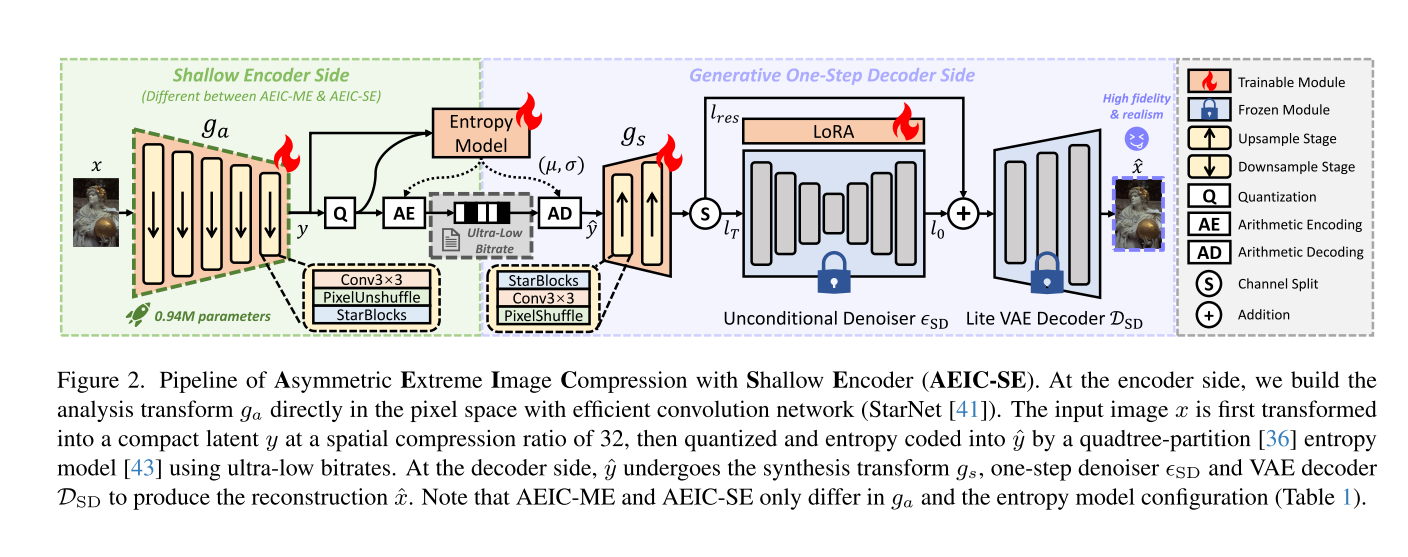 Shallow Encoder Side
(Different between AEIC-ME & AEIC-SE)
Generative One-Step Decoder Side
x
g_a
0.94M parameters
Conv3×3
PixelUnshuffle
StarBlocks
y
Q
Entropy
Model
AE
Ultra-Low
Bitrate
(μ, σ)
AD
ŷ
g_s
StarBlocks
Conv3×3
PixelShuffle
S
l_res
l_T
LoRA
Unconditional Denoiser ϵ_SD
l_0
+
Lite VAE Decoder 𝒟_SD
High fidelity
& realism
x̂
Trainable Module
Frozen Module
Upsample Stage
Downsample Stage
Q Quantization
AE Arithmetic Encoding
AD Arithmetic Decoding
S Channel Split
+ Addition
Figure 2. Pipeline of Asymmetric Extreme Image Compression with Shallow Encoder (AEIC-SE). At the encoder side, we build the
analysis transform g_a directly in the pixel space with efficient convolution network (StarNet [41]). The input image x is first transformed
into a compact latent y at a spatial compression ratio of 32, then quantized and entropy coded into ŷ by a quadtree-partition [36] entropy
model [43] using ultra-low bitrates. At the decoder side, ŷ undergoes the synthesis transform g_s, one-step denoiser ϵ_SD and VAE decoder
𝒟_SD to produce the reconstruction x̂. Note that AEIC-ME and AEIC-SE only differ in g_a and the entropy model configuration (Table 1).